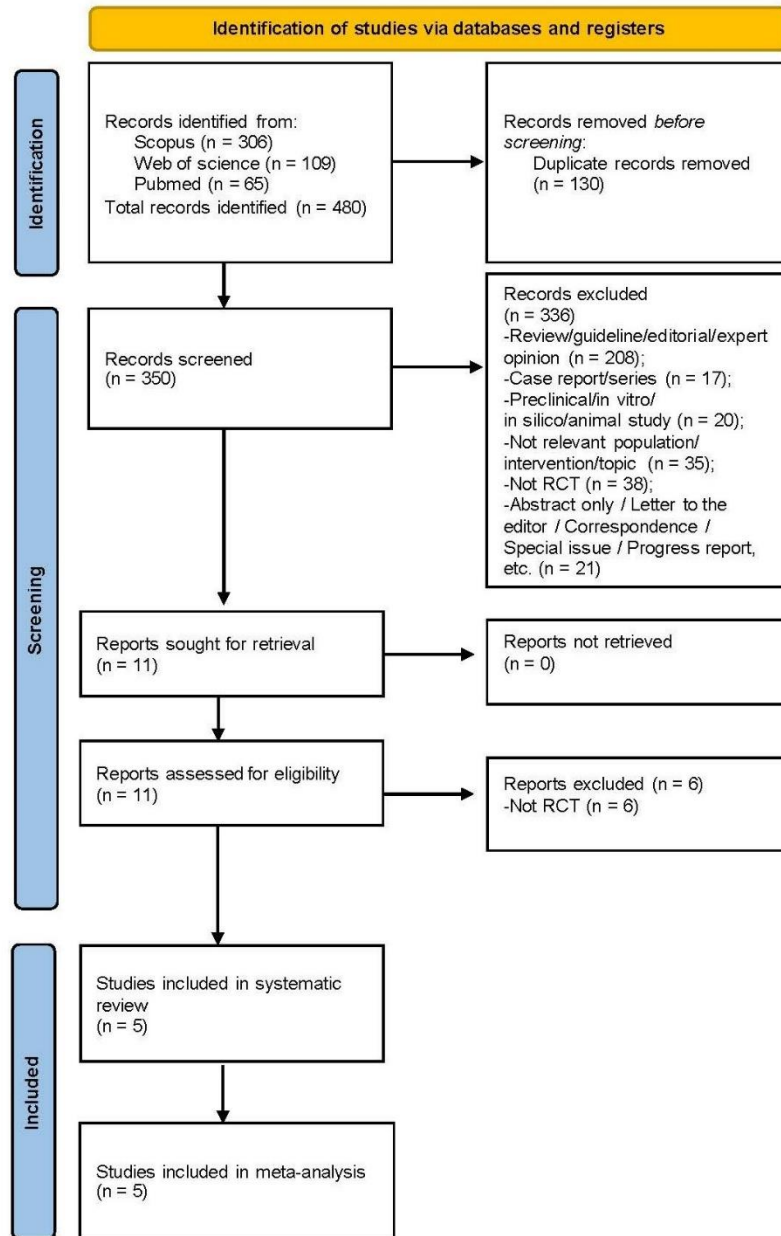 Identification of studies via databases and registers
Identification
Records identified from:
Scopus (n = 306)
Web of science (n = 109)
Pubmed (n = 65)
Total records identified (n = 480)
Records removed before
screening:
Duplicate records removed
(n = 130)
Screening
Records screened
(n = 350)
Records excluded
(n = 336)
-Review/guideline/editorial/expert
opinion (n = 208);
-Case report/series (n = 17);
-Preclinical/in vitro/
in silico/animal study (n = 20);
-Not relevant population/
intervention/topic (n = 35);
-Not RCT (n = 38);
-Abstract only / Letter to the
editor / Correspondence /
Special issue / Progress report,
etc. (n = 21)
Reports sought for retrieval
(n = 11)
Reports not retrieved
(n = 0)
Reports assessed for eligibility
(n = 11)
Reports excluded (n = 6)
-Not RCT (n = 6)
Included
Studies included in systematic
review
(n = 5)
Studies included in meta-analysis
(n = 5)